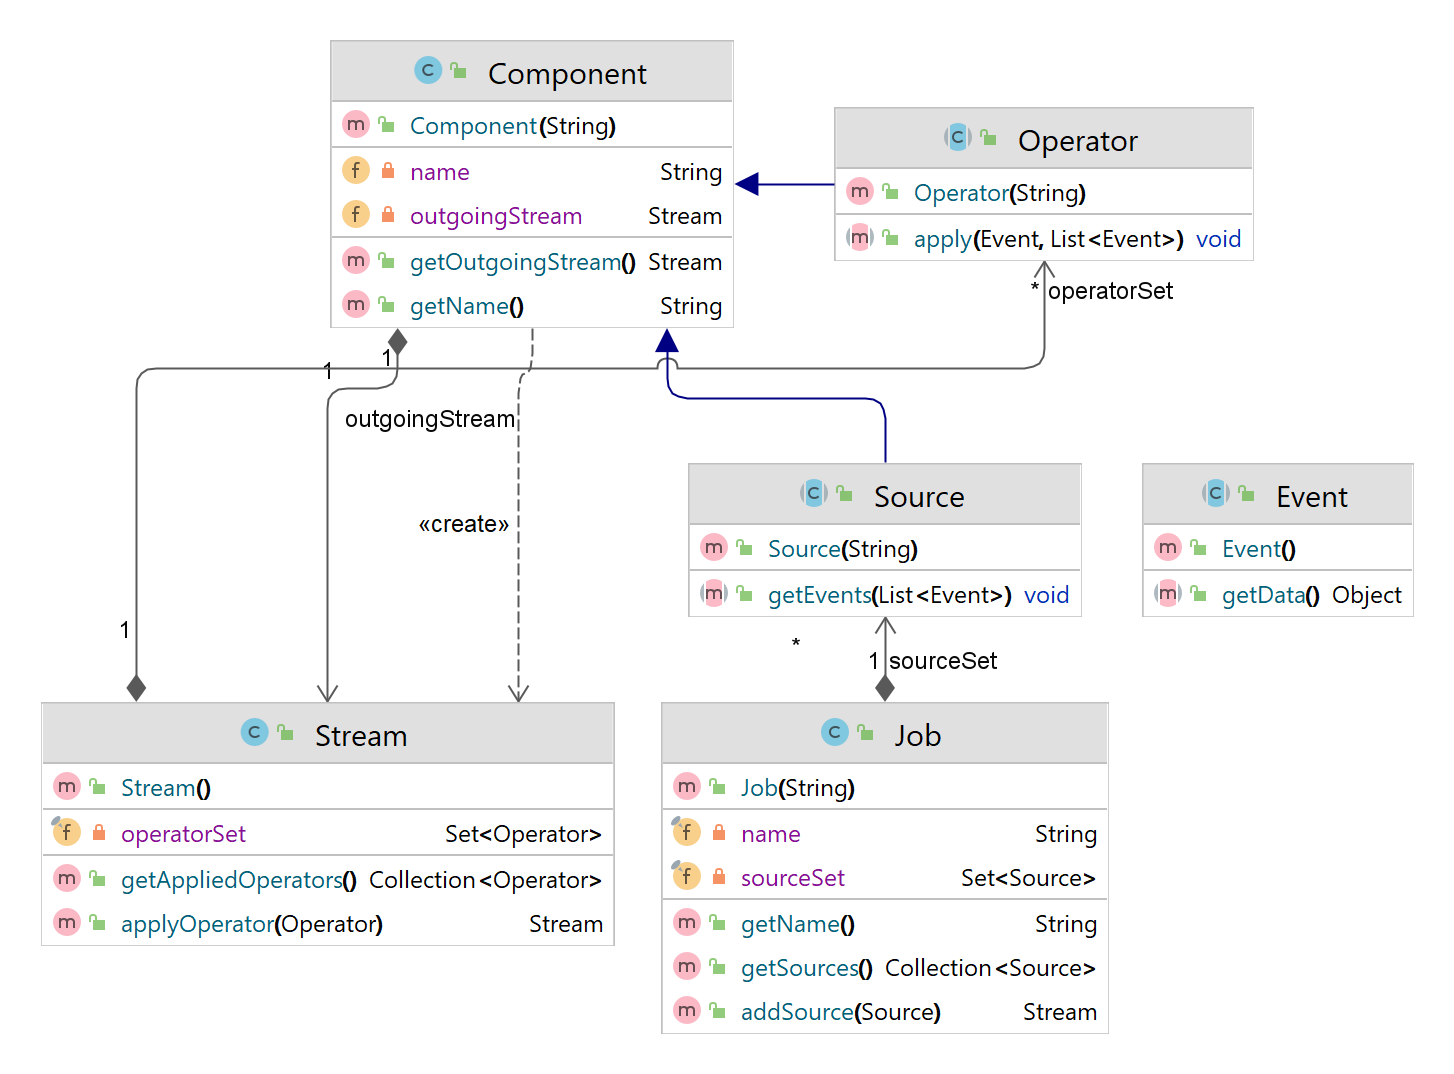 Component
Component(String)
name String
outgoingStream Stream
getOutgoingStream() Stream
getName() String
Operator
Operator(String)
apply(Event, List<Event>) void
* operatorSet
1
1
outgoingStream
«create»
1
Source
Source(String)
getEvents(List<Event>) void
Event
Event()
getData() Object
*
1 sourceSet
Stream
Stream()
operatorSet Set<Operator>
getAppliedOperators() Collection<Operator>
applyOperator(Operator) Stream
Job
Job(String)
name String
sourceSet Set<Source>
getName() String
getSources() Collection<Source>
addSource(Source) Stream